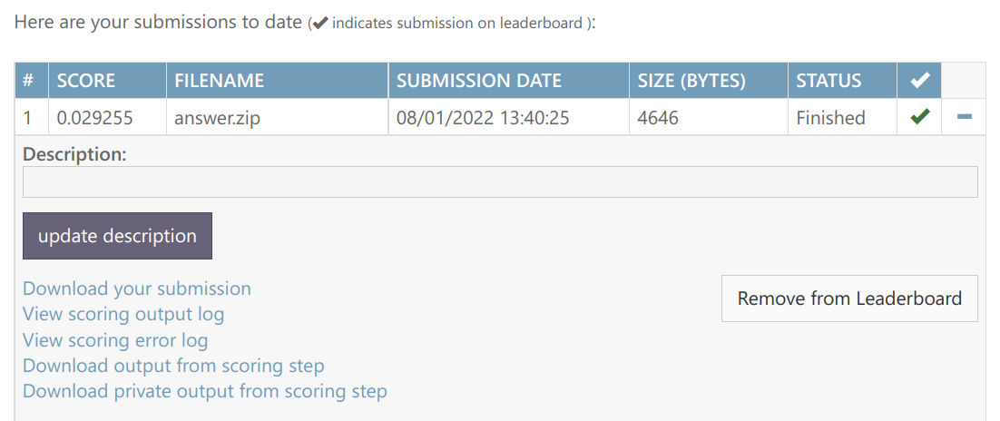 Here are your submissions to date (✔ indicates submission on leaderboard ):
# SCORE FILENAME SUBMISSION DATE SIZE (BYTES) STATUS ✔
1 0.029255 answer.zip 08/01/2022 13:40:25 4646 Finished ✔ −
Description:
update description
Download your submission
Remove from Leaderboard
View scoring output log
View scoring error log
Download output from scoring step
Download private output from scoring step